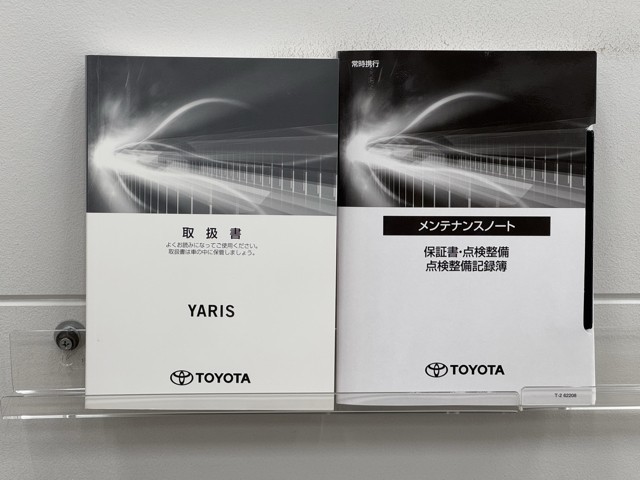 取扱書
よくお読みになってご使用ください。
取扱書は車の中に保管しましょう。
YARIS
TOYOTA
常時携行
メンテナンスノート
保証書・点検整備
点検整備記録簿
TOYOTA
T-2 62206